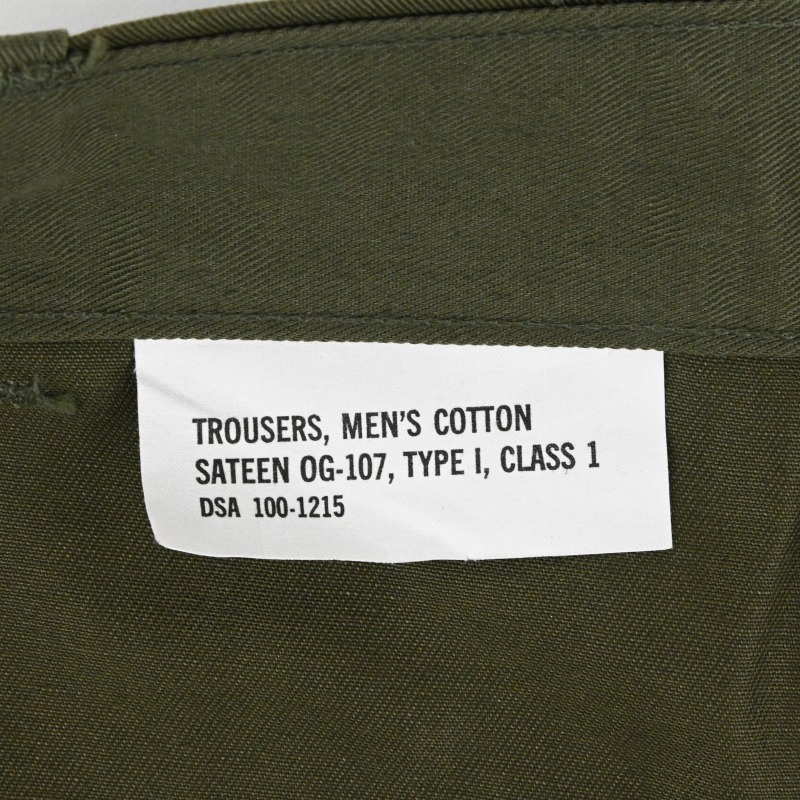 TROUSERS, MEN'S COTTON
SATEEN OG-107, TYPE I, CLASS 1
DSA 100-1215